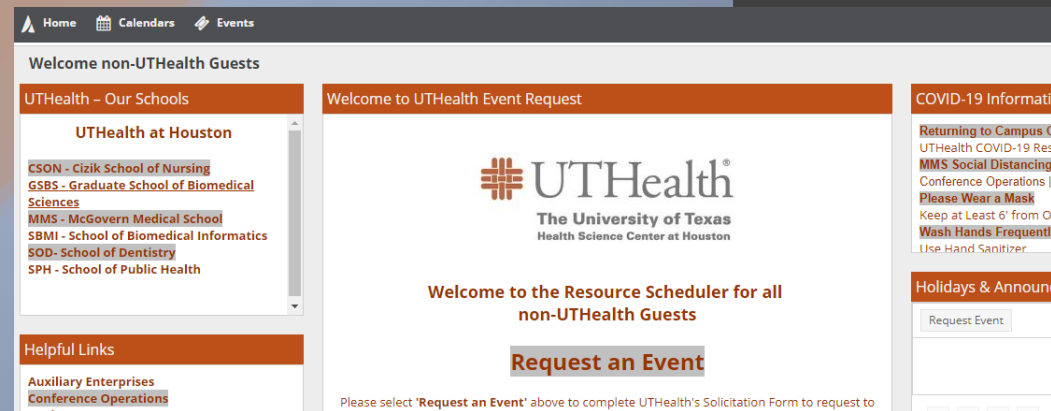 Home Calendars Events
Welcome non-UTHealth Guests
UTHealth – Our Schools
UTHealth at Houston
CSON - Cizik School of Nursing
GSBS - Graduate School of Biomedical
Sciences
MMS - McGovern Medical School
SBMI - School of Biomedical Informatics
SOD- School of Dentistry
SPH - School of Public Health
Helpful Links
Auxiliary Enterprises
Conference Operations
Welcome to UTHealth Event Request
UTHealth®
The University of Texas
Health Science Center at Houston
Welcome to the Resource Scheduler for all
non-UTHealth Guests
Request an Event
Please select 'Request an Event' above to complete UTHealth's Solicitation Form to request to
COVID-19 Informati
Returning to Campus
UTHealth COVID-19 Res
MMS Social Distancing
Conference Operations |
Please Wear a Mask
Keep at Least 6' from O
Wash Hands Frequentl
Use Hand Sanitizer
Holidays & Announ
Request Event